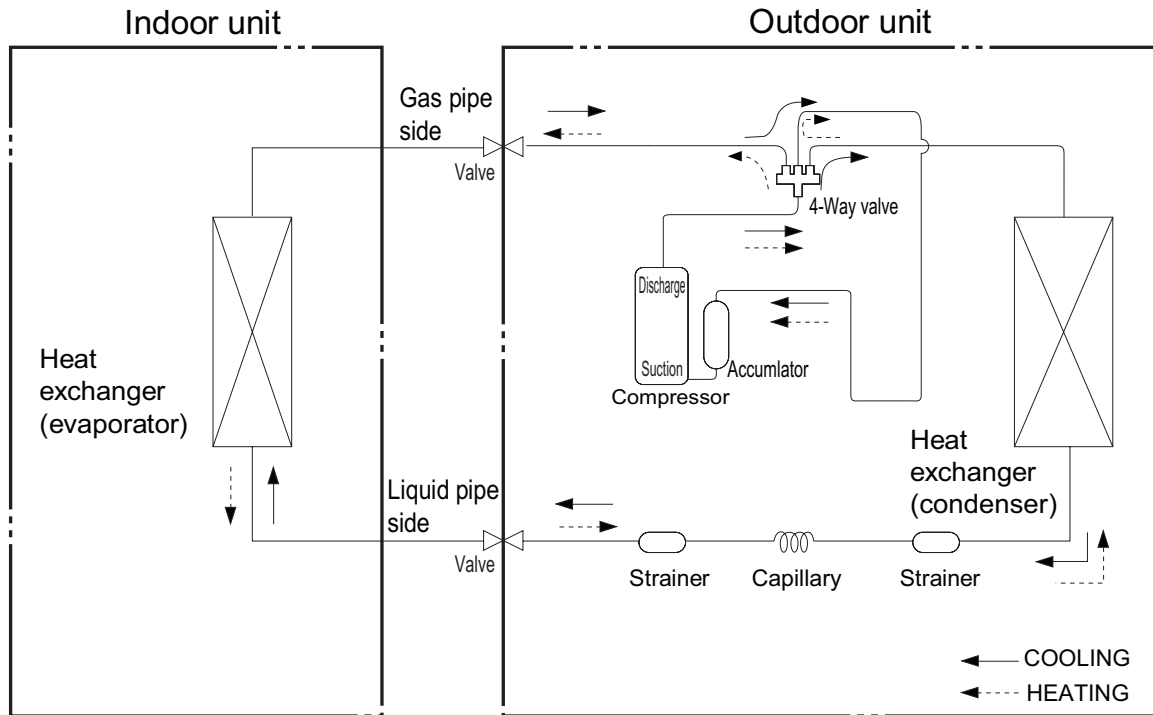 Indoor unit
Outdoor unit
Gas pipe
side
Valve
4-Way valve
Discharge
Suction
Compressor
Accumlator
Heat
exchanger
(evaporator)
Heat
exchanger
(condenser)
Liquid pipe
side
Valve
Strainer
Capillary
Strainer
COOLING
HEATING